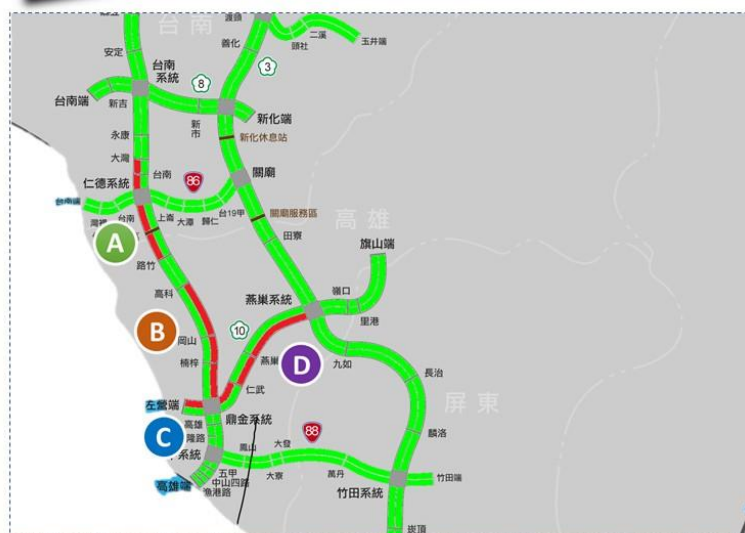 台南
渡頭
善化
頭社
二溪
玉井端
3
安定
台南
系統
8
台南端
新吉
新市
新化端
永康
新化休息站
大灣
台南
86
關廟
仁德系統
台南端
灣裡
台南
上崙
大潭
歸仁
台19甲
關廟服務區
A
高雄
田寮
旗山端
路竹
燕巢系統
嶺口
高科
里港
B
10
岡山
燕巢
D
九如
楠梓
長治
仁武
左營端
屏東
鼎金系統
高雄
麟洛
88
C
隆路
系統
鳳山
大發
五甲
大寮
萬丹
竹田端
中山四路
高雄端
漁港路
竹田系統
崁頂